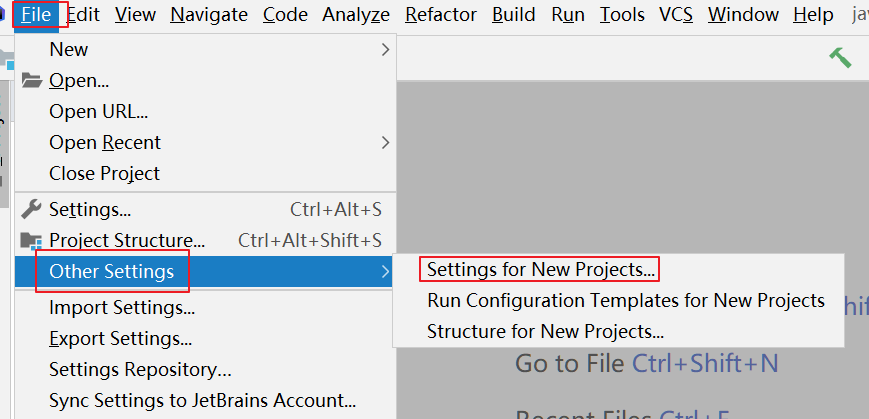 File Edit View Navigate Code Analyze Refactor Build Run Tools VCS Window Help
New
Open...
Open URL...
Open Recent
Close Project
Settings... Ctrl+Alt+S
Project Structure... Ctrl+Alt+Shift+S
Other Settings
Settings for New Projects...
Run Configuration Templates for New Projects
Structure for New Projects...
Import Settings...
Export Settings...
Settings Repository...
Sync Settings to JetBrains Account...
Go to File Ctrl+Shift+N
Recent Files